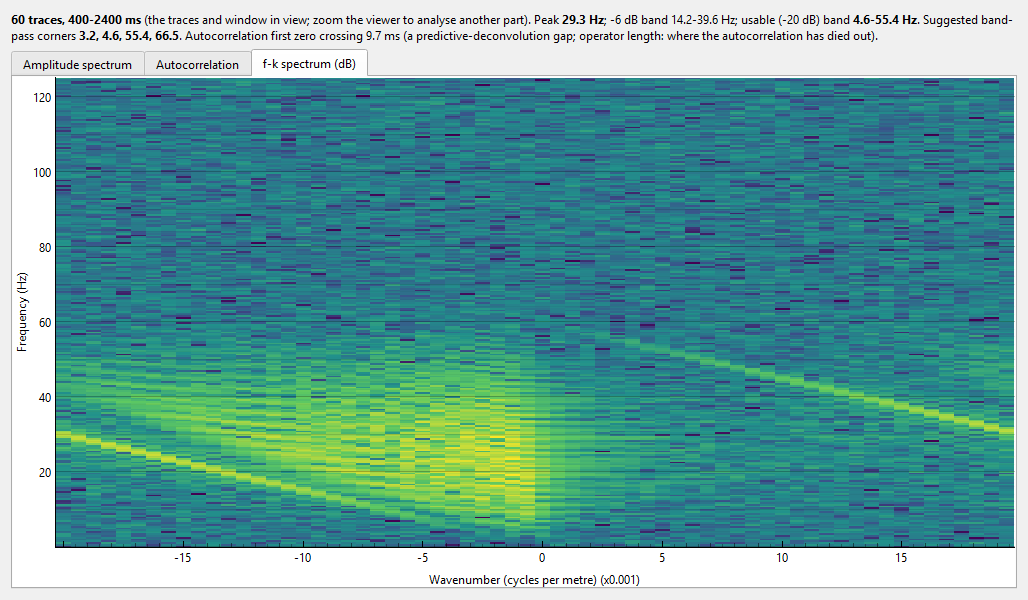 60 traces, 400-2400 ms (the traces and window in view; zoom the viewer to analyse another part). Peak 29.3 Hz; -6 dB band 14.2-39.6 Hz; usable (-20 dB) band 4.6-55.4 Hz. Suggested band-
pass corners 3.2, 4.6, 55.4, 66.5. Autocorrelation first zero crossing 9.7 ms (a predictive-deconvolution gap; operator length: where the autocorrelation has died out).
Amplitude spectrum Autocorrelation f-k spectrum (dB)
120
100
80
60
40
20
Frequency (Hz)
-15 -10 -5 0 5 10 15
Wavenumber (cycles per metre) (x0.001)